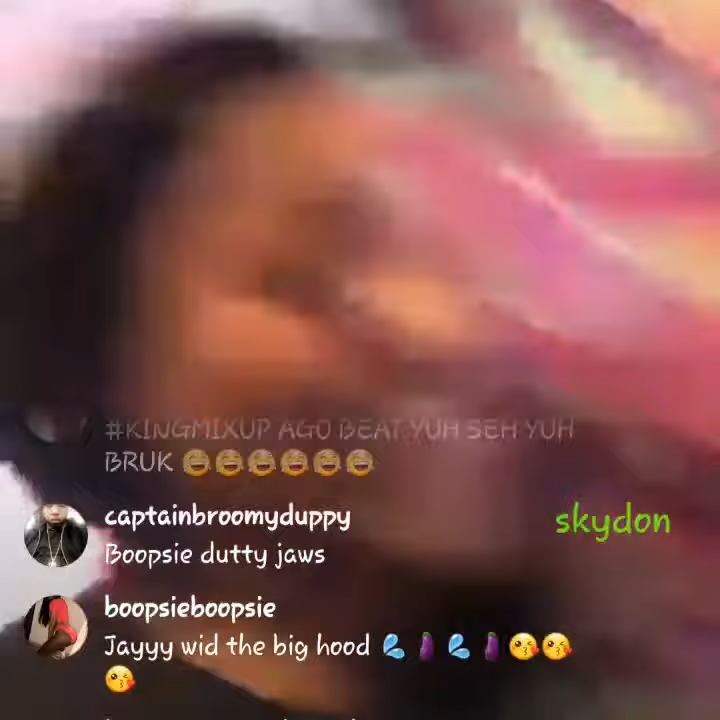 #KINGMIXUP AGO BEAT YUH SEH YUH
BRUK 😂😂😂😂😂😂
captainbroomyduppy
skydon
Boopsie dutty jaws
boopsieboopsie
Jayyy wid the big hood 💦🍆💦🍆😘😘
😘